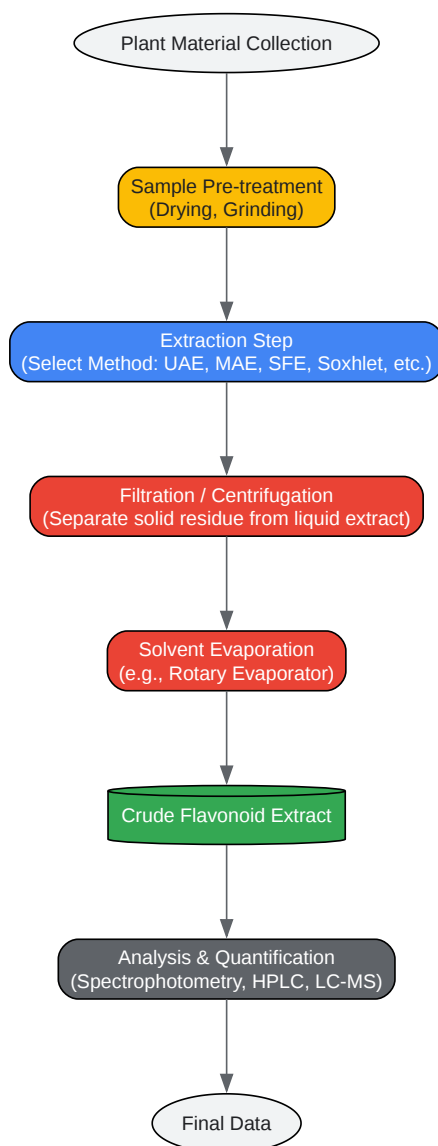 Plant Material Collection
Sample Pre-treatment
(Drying, Grinding)
Extraction Step
(Select Method: UAE, MAE, SFE, Soxhlet, etc.)
Filtration / Centrifugation
(Separate solid residue from liquid extract)
Solvent Evaporation
(e.g., Rotary Evaporator)
Crude Flavonoid Extract
Analysis & Quantification
(Spectrophotometry, HPLC, LC-MS)
Final Data